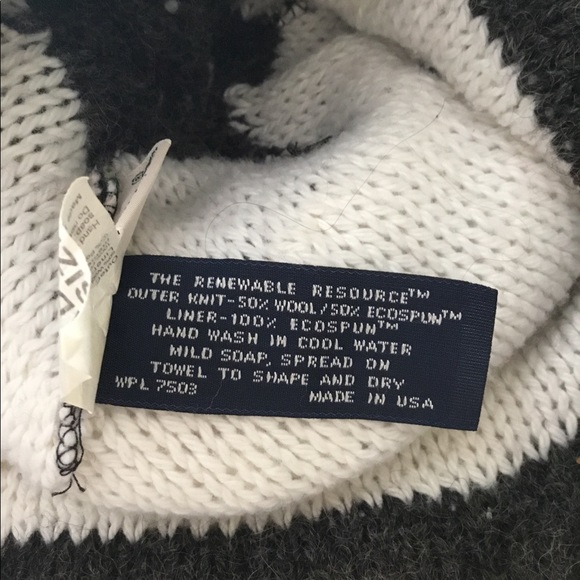 THE RENEWABLE RESOURCE™
OUTER KNIT-50% WOOL/50% ECOSPUN™
LINER-100% ECOSPUN™
HAND WASH IN COOL WATER
MILD SOAP, SPREAD ON
TOWEL TO SHAPE AND DRY
WPL 7503 MADE IN USA